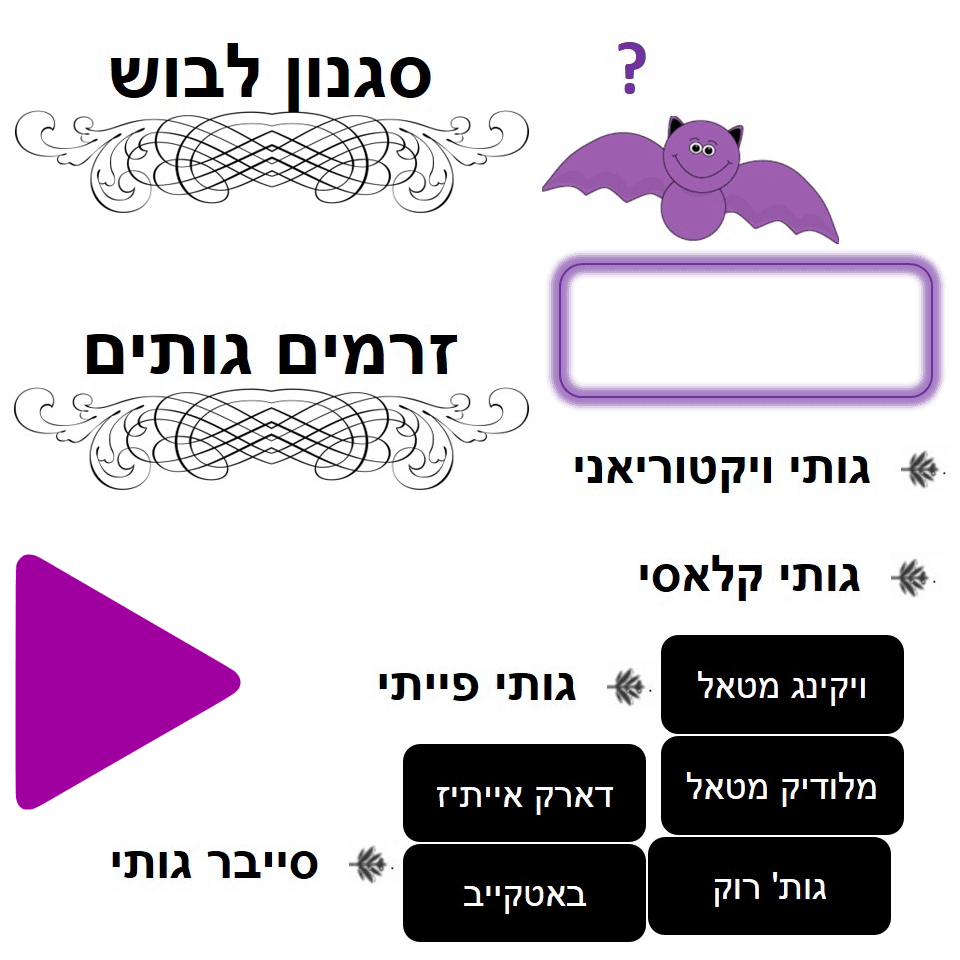 סגנון לבוש
?
זרמים גותים
גותי ויקטוריאני
גותי קלאסי
גותי פייתי
סייבר גותי
ויקינג מטאל
מלודיק מטאל
גות' רוק
דארק אייתיז
באטקייב